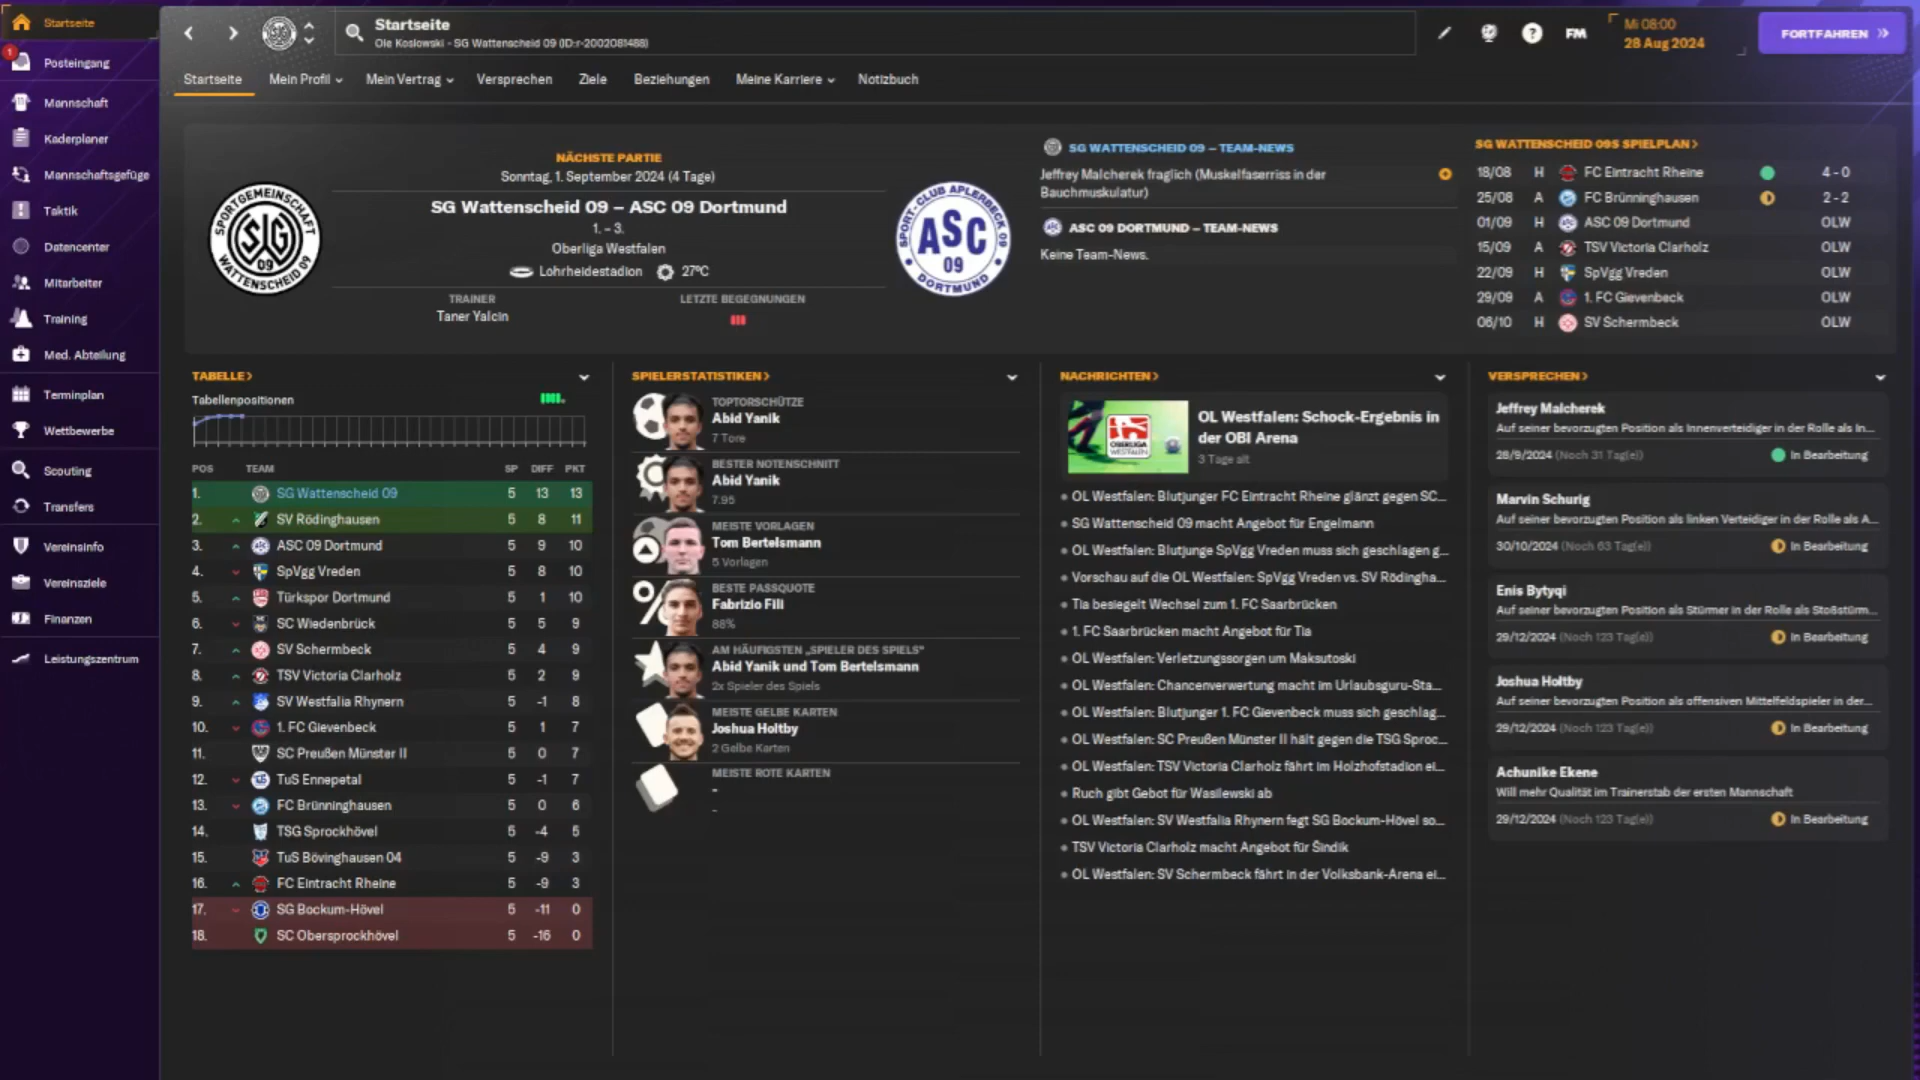 Startseite
1
Posteingang
Mannschaft
Kaderplaner
Mannschaftsgefüge
Taktik
Datencenter
Mitarbeiter
Training
Med. Abteilung
Terminplan
Wettbewerbe
Scouting
Transfers
Vereinsinfo
Vereinsziele
Finanzen
Leistungszentrum
Startseite
Ole Koslowski - SG Wattenscheid 09 (ID:r-2002081488)
FM
Mi 08:00
28 Aug 2024
FORTFAHREN
Startseite Mein Profil Mein Vertrag Versprechen Ziele Beziehungen Meine Karriere Notizbuch
SPORTGEMEINSCHAFT
SG
09
WATTENSCHEID 09
NÄCHSTE PARTIE
Sonntag, 1. September 2024 (4 Tage)
SG Wattenscheid 09 – ASC 09 Dortmund
1. – 3.
Oberliga Westfalen
Lohrheidestadion 27°C
TRAINER
Taner Yalcin
LETZTE BEGEGNUNGEN
SPORT-CLUB APLERBECK 09
ASC
09
DORTMUND
SG WATTENSCHEID 09 – TEAM-NEWS
Jeffrey Malcherek fraglich (Muskelfaserriss in der
Bauchmuskulatur)
ASC 09 DORTMUND – TEAM-NEWS
Keine Team-News.
SG WATTENSCHEID 09S SPIELPLAN
18/08 H FC Eintracht Rheine 4 - 0
25/08 A FC Brünninghausen 2 - 2
01/09 H ASC 09 Dortmund OLW
15/09 A TSV Victoria Clarholz OLW
22/09 H SpVgg Vreden OLW
29/09 A 1. FC Gievenbeck OLW
06/10 H SV Schermbeck OLW
TABELLE
Tabellenpositionen
POS TEAM SP DIFF PKT
1. SG Wattenscheid 09 5 13 13
2. SV Rödinghausen 5 8 11
3. ASC 09 Dortmund 5 9 10
4. SpVgg Vreden 5 8 10
5. Türkspor Dortmund 5 1 10
6. SC Wiedenbrück 5 5 9
7. SV Schermbeck 5 4 9
8. TSV Victoria Clarholz 5 2 9
9. SV Westfalia Rhynern 5 -1 8
10. 1. FC Gievenbeck 5 1 7
11. SC Preußen Münster II 5 0 7
12. TuS Ennepetal 5 -1 7
13. FC Brünninghausen 5 0 6
14. TSG Sprockhövel 5 -4 5
15. TuS Bövinghausen 04 5 -9 3
16. FC Eintracht Rheine 5 -9 3
17. SG Bockum-Hövel 5 -11 0
18. SC Obersprockhövel 5 -16 0
SPIELERSTATISTIKEN
TOPTORSCHÜTZE
Abid Yanik
7 Tore
BESTER NOTENSCHNITT
Abid Yanik
7.95
MEISTE VORLAGEN
Tom Bertelsmann
5 Vorlagen
BESTE PASSQUOTE
Fabrizio Fili
88%
AM HÄUFIGSTEN „SPIELER DES SPIELS"
Abid Yanik und Tom Bertelsmann
2x Spieler des Spiels
MEISTE GELBE KARTEN
Joshua Holtby
2 Gelbe Karten
MEISTE ROTE KARTEN
-
-
NACHRICHTEN
OBERLIGA
WESTFALEN
OL Westfalen: Schock-Ergebnis in
der OBI Arena
3 Tage alt
OL Westfalen: Blutjunger FC Eintracht Rheine glänzt gegen SC...
SG Wattenscheid 09 macht Angebot für Engelmann
OL Westfalen: Blutjunge SpVgg Vreden muss sich geschlagen g...
Vorschau auf die OL Westfalen: SpVgg Vreden vs. SV Rödingha...
Tia besiegelt Wechsel zum 1. FC Saarbrücken
1. FC Saarbrücken macht Angebot für Tia
OL Westfalen: Verletzungssorgen um Maksutoski
OL Westfalen: Chancenverwertung macht im Urlaubsguru-Sta...
OL Westfalen: Blutjunger 1. FC Gievenbeck muss sich geschlag...
OL Westfalen: SC Preußen Münster II hält gegen die TSG Sproc...
OL Westfalen: TSV Victoria Clarholz fährt im Holzhofstadion ei...
Ruch gibt Gebot für Wasilewski ab
OL Westfalen: SV Westfalia Rhynern fegt SG Bockum-Hövel so...
TSV Victoria Clarholz macht Angebot für Šindik
OL Westfalen: SV Schermbeck fährt in der Volksbank-Arena ei...
VERSPRECHEN
Jeffrey Malcherek
Auf seiner bevorzugten Position als Innenverteidiger in der Rolle als In...
28/9/2024 (Noch 31 Tag(e)) In Bearbeitung
Marvin Schurig
Auf seiner bevorzugten Position als linken Verteidiger in der Rolle als A...
30/10/2024 (Noch 63 Tag(e)) In Bearbeitung
Enis Bytyqi
Auf seiner bevorzugten Position als Stürmer in der Rolle als Stoßstürm...
29/12/2024 (Noch 123 Tag(e)) In Bearbeitung
Joshua Holtby
Auf seiner bevorzugten Position als offensiven Mittelfeldspieler in der...
29/12/2024 (Noch 123 Tag(e)) In Bearbeitung
Achunike Ekene
Will mehr Qualität im Trainerstab der ersten Mannschaft
29/12/2024 (Noch 123 Tag(e)) In Bearbeitung